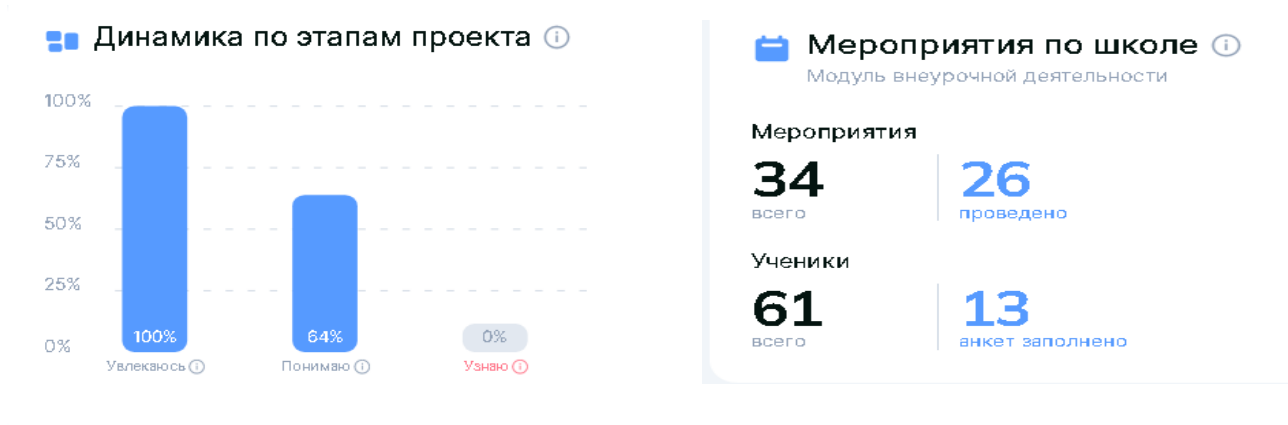 Динамика по этапам проекта
100%
75%
50%
25%
0%
100%
64%
0%
Увлекаюсь
Понимаю
Узнаю
Мероприятия по школе
Модуль внеурочной деятельности
Мероприятия
34
всего
26
проведено
Ученики
61
всего
13
анкет заполнено